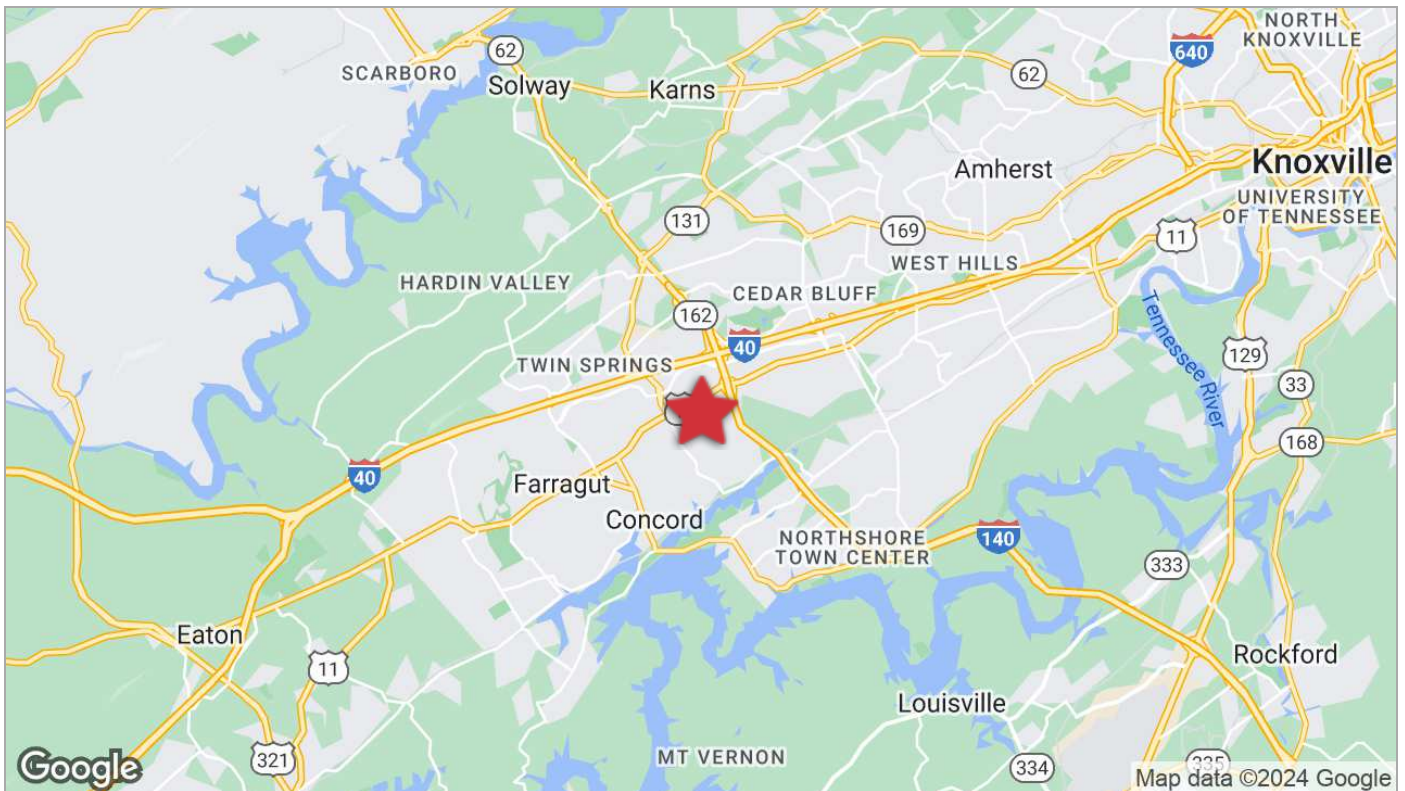 NORTH
KNOXVILLE
640
62
SCARBORO
Solway
Karns
62
Amherst
Knoxville
UNIVERSITY
OF TENNESSEE
131
169
11
WEST HILLS
HARDIN VALLEY
CEDAR BLUFF
162
40
Tennessee River
129
TWIN SPRINGS
33
168
40
Farragut
Concord
NORTHSHORE
TOWN CENTER
140
333
Eaton
11
Rockford
Louisville
321
MT VERNON
334
335
Google
Map data ©2024 Google